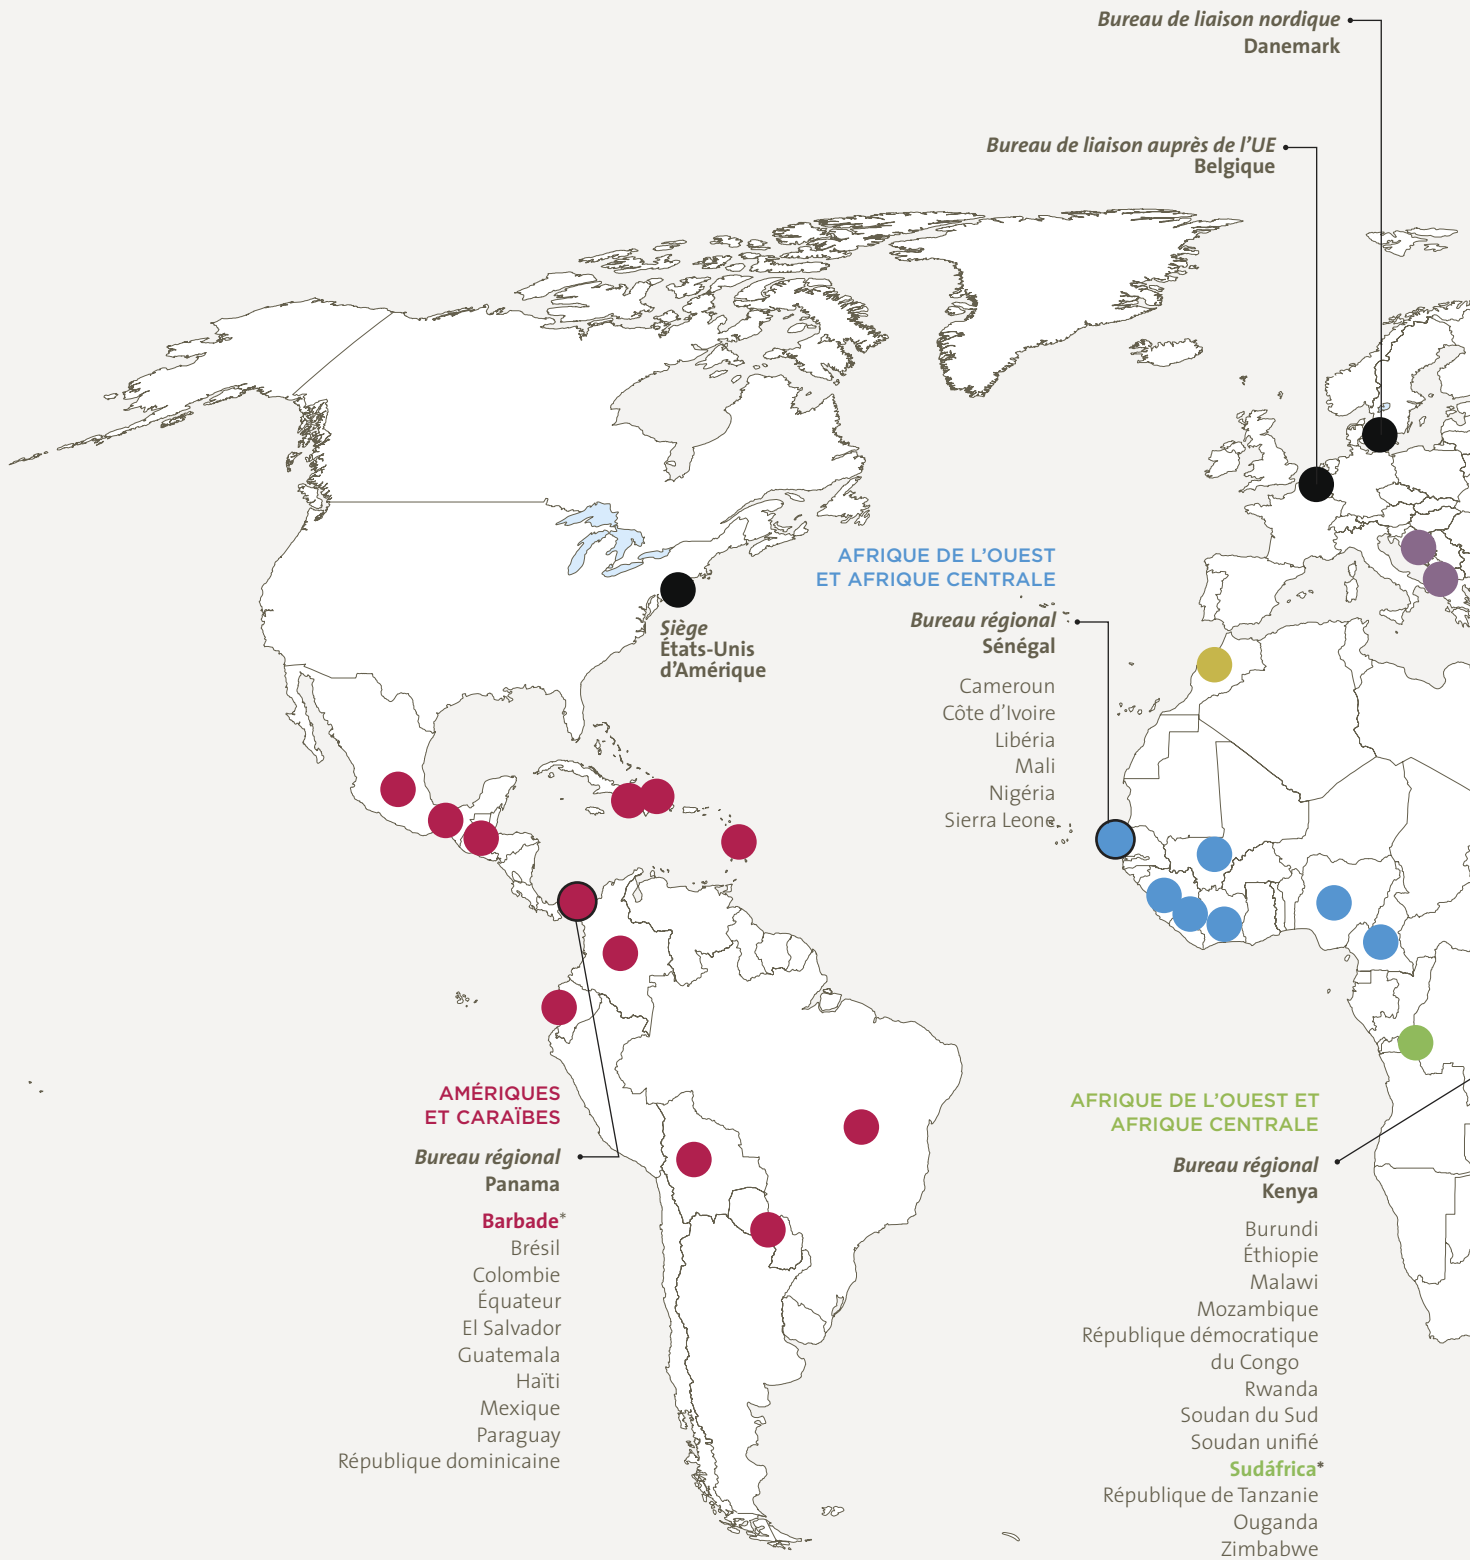 Bureau de liaison nordique
Danemark
Bureau de liaison auprès de l'UE
Belgique
Siège
États-Unis
d'Amérique
AFRIQUE DE L'OUEST
ET AFRIQUE CENTRALE
Bureau régional
Sénégal
Cameroun
Côte d'Ivoire
Libéria
Mali
Nigéria
Sierra Leone
AMÉRIQUES
ET CARAÏBES
Bureau régional
Panama
Barbade*
Brésil
Colombie
Équateur
El Salvador
Guatemala
Haïti
Mexique
Paraguay
République dominicaine
AFRIQUE DE L'OUEST ET
AFRIQUE CENTRALE
Bureau régional
Kenya
Burundi
Éthiopie
Malawi
Mozambique
République démocratique
du Congo
Rwanda
Soudan du Sud
Soudan unifié
Sudáfrica*
République de Tanzanie
Ouganda
Zimbabwe